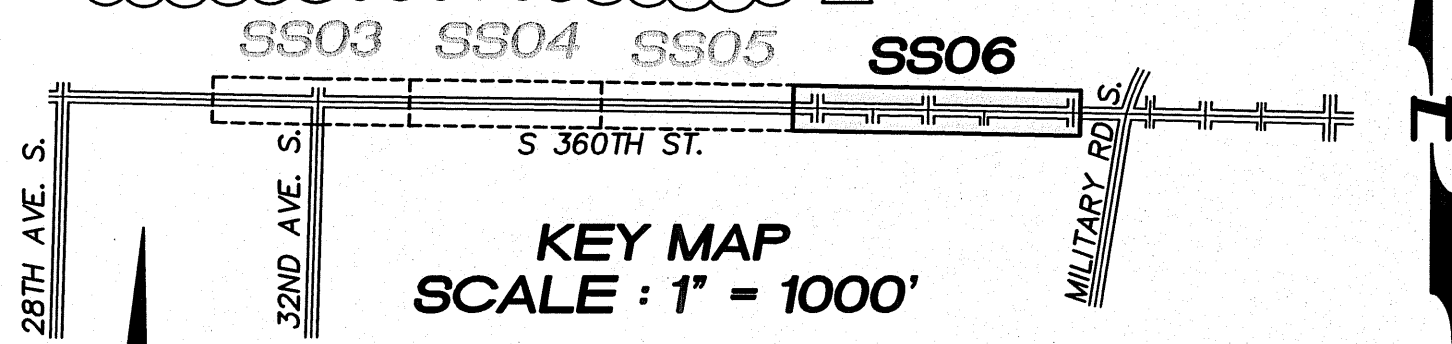 SS03 SS04 SS05 SS06
S 360TH ST.
28TH AVE. S.
32ND AVE. S.
MILITARY RD S.
KEY MAP
SCALE : 1" = 1000'